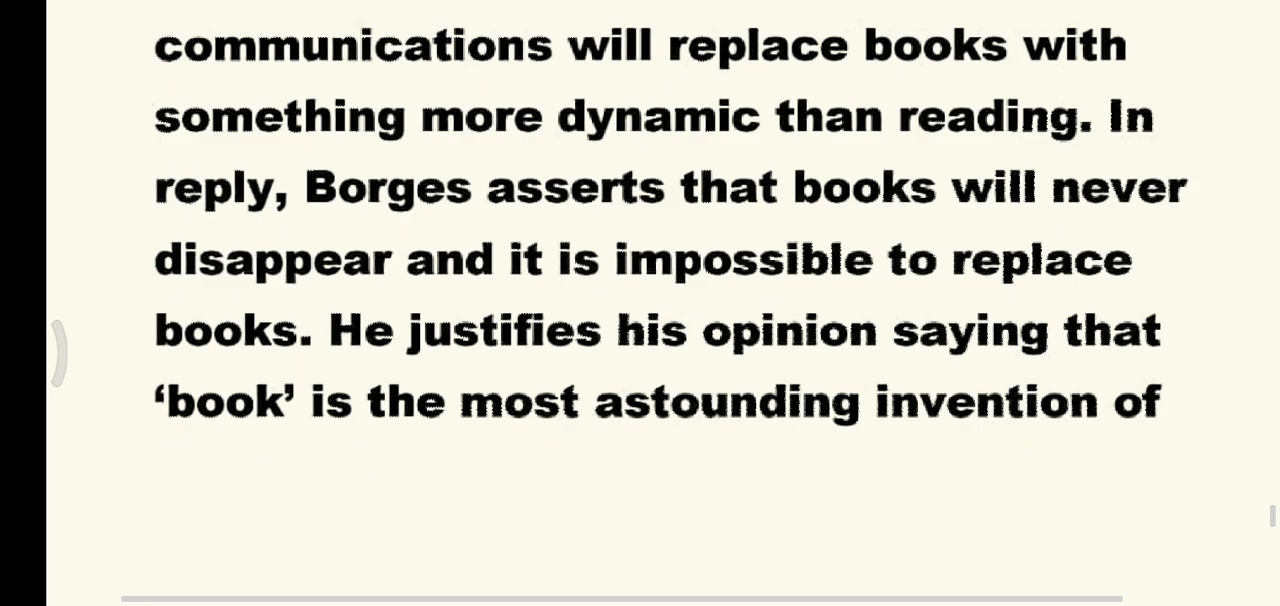 communications will replace books with
something more dynamic than reading. In
reply, Borges asserts that books will never
disappear and it is impossible to replace
books. He justifies his opinion saying that
‘book’ is the most astounding invention of